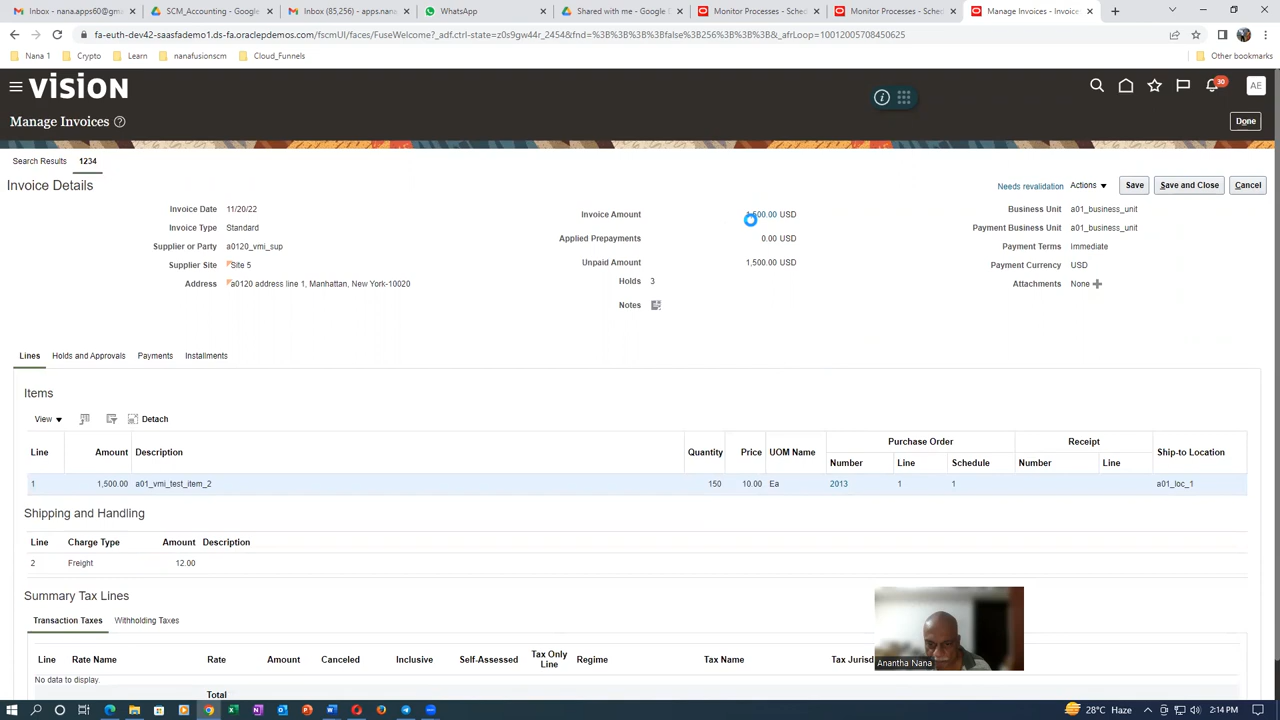 Inbox - nana.apps60@gm
SCM_Accounting - Google
Inbox (85,256) - apps.nan
WhatsApp
Shared with me - Google
Monitor Processes - Sched
Monitor Processes - Sched
Manage Invoices - Invoices
fa-euth-dev42-saasfademo1.ds-fa.oraclepdemos.com/fscmUI/faces/FuseWelcome?_adf.ctrl-state=z0s9gw44r_2454&fnd=%3B%3B%3B%3Bfalse%3B256%3B%3B%3B&_afrLoop=10012005708450625
Nana 1 Crypto Learn nanafusionscm Cloud_Funnels Other bookmarks
VISION 30 AE
Manage Invoices Done
Search Results 1234
Invoice Details Needs revalidation Actions Save Save and Close Cancel
Invoice Date 11/20/22 Invoice Amount 1,500.00 USD Business Unit a01_business_unit
Invoice Type Standard Applied Prepayments 0.00 USD Payment Business Unit a01_business_unit
Supplier or Party a0120_vmi_sup Unpaid Amount 1,500.00 USD Payment Terms Immediate
Supplier Site Site 5 Holds 3 Payment Currency USD
Address a0120 address line 1, Manhattan, New York-10020 Notes Attachments None
Lines Holds and Approvals Payments Installments
Items
View Detach
Line Amount Description Quantity Price UOM Name Purchase Order Receipt Ship-to Location
Number Line Schedule Number Line
1 1,500.00 a01_vmi_test_item_2 150 10.00 Ea 2013 1 1 a01_loc_1
Shipping and Handling
Line Charge Type Amount Description
2 Freight 12.00
Summary Tax Lines
Transaction Taxes Withholding Taxes
Line Rate Name Rate Amount Canceled Inclusive Self-Assessed Tax Only Line Regime Tax Name Tax Jurisd
No data to display.
Total
Anantha Nana
28°C Haze 2:14 PM